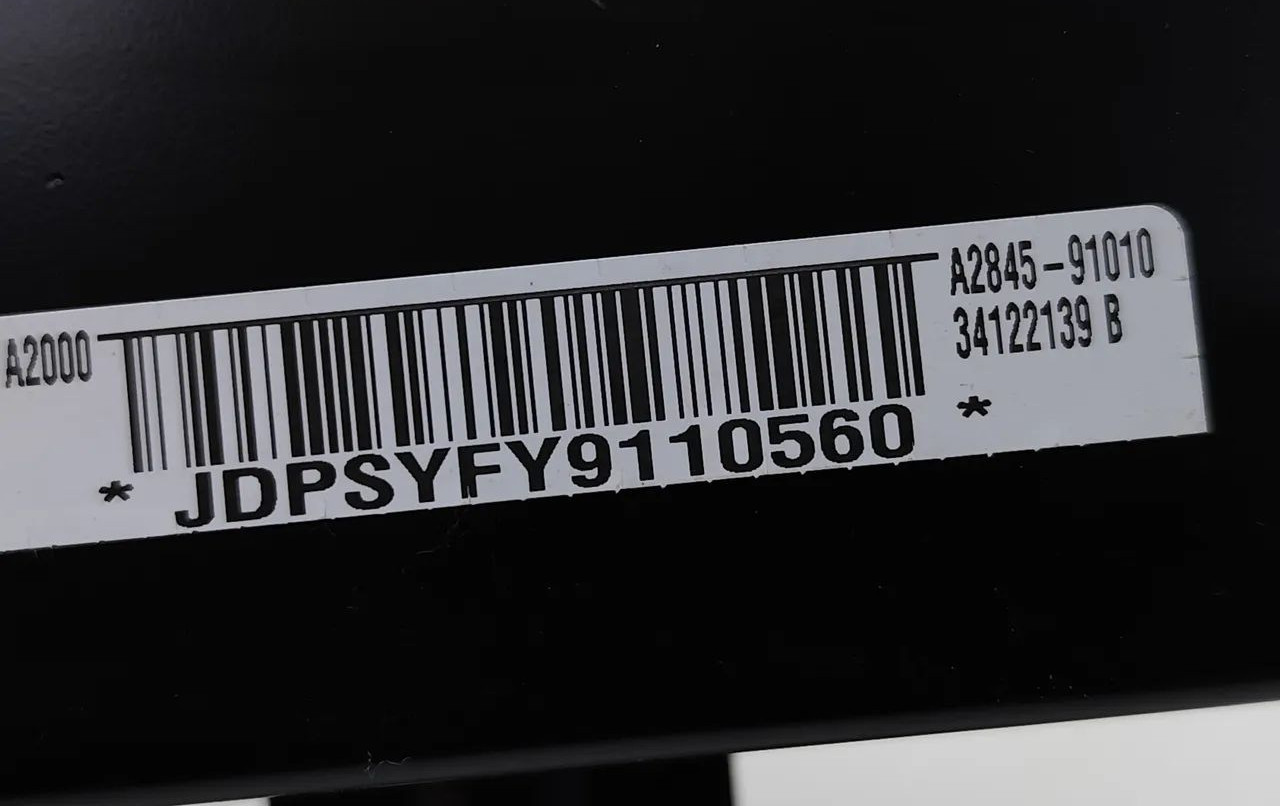 A2000
A2845-91010
34122139 B
* JDPSYFY9110560 *